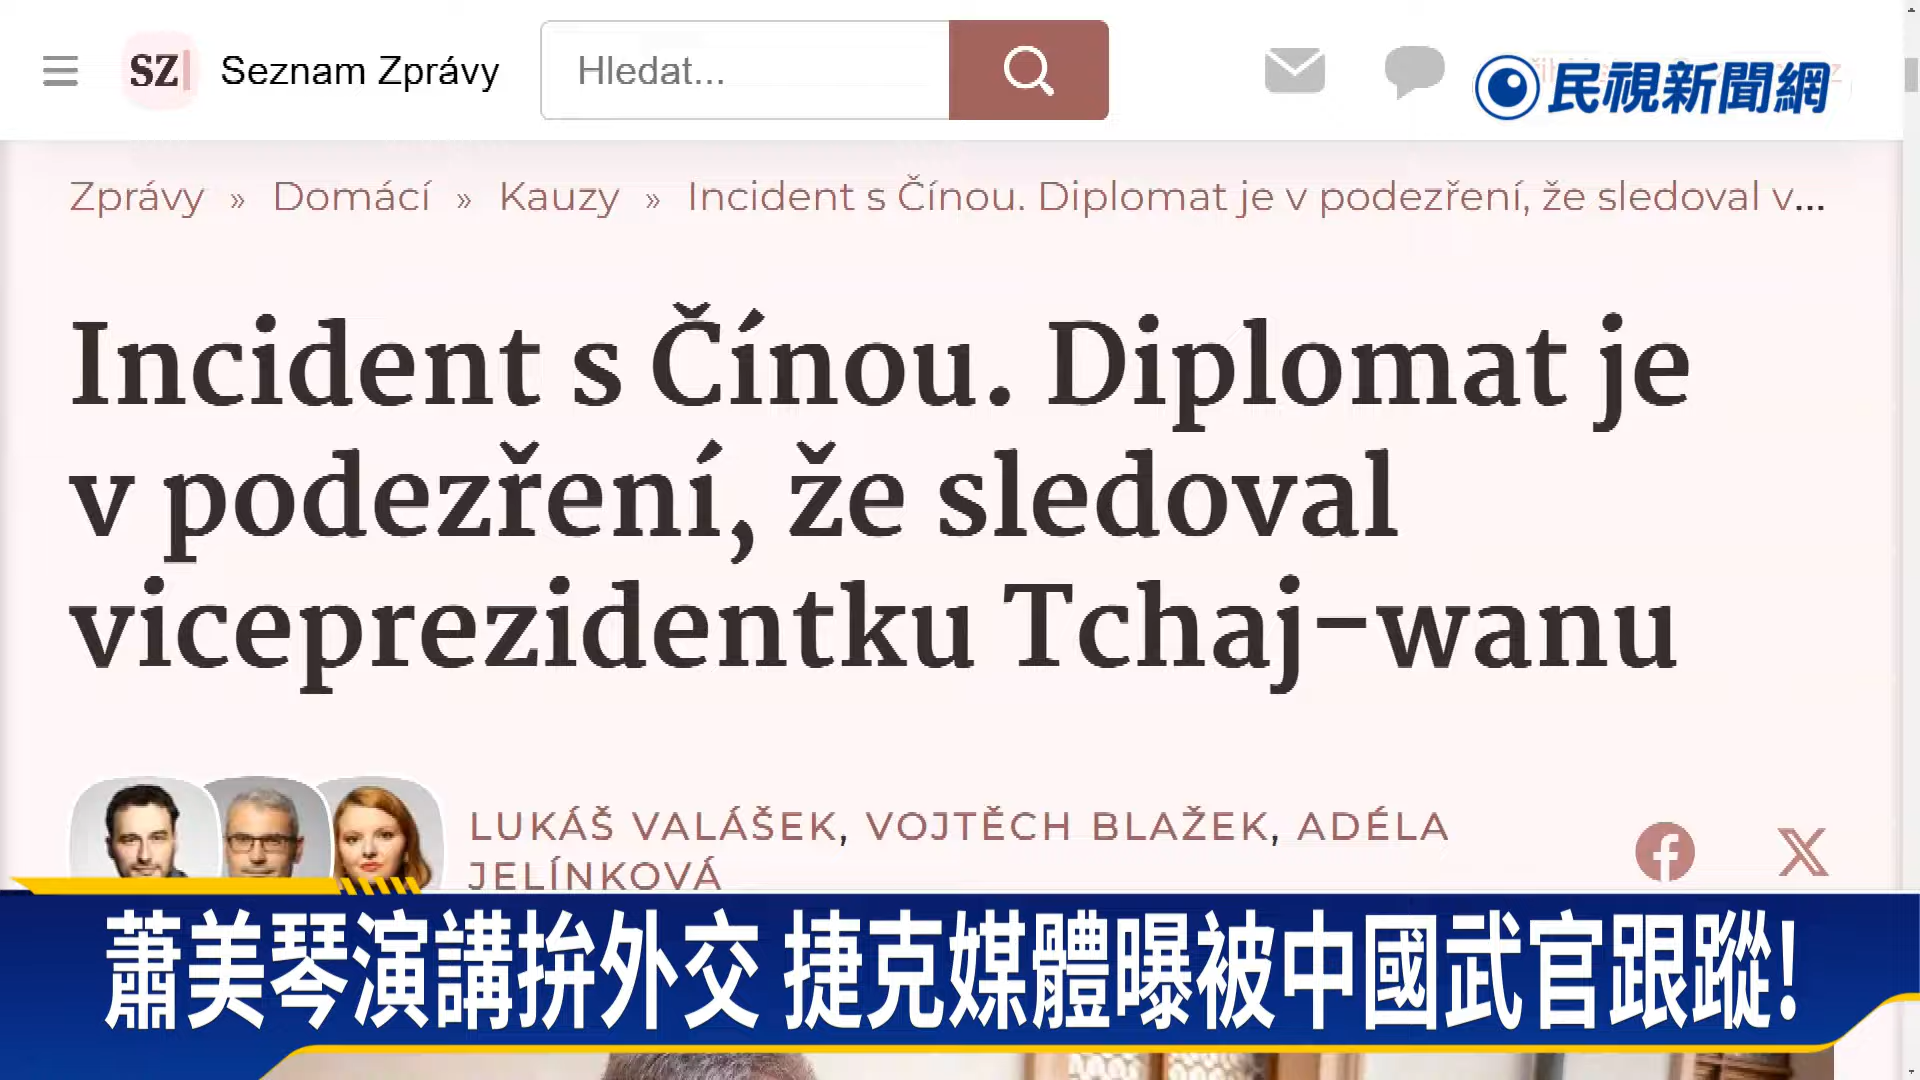 SZ
Seznam Zprávy
Hledat...
民視新聞網
Zprávy » Domácí » Kauzy » Incident s Čínou. Diplomat je v podezření, že sledoval v...
Incident s Čínou. Diplomat je
v podezření, že sledoval
viceprezidentku Tchaj-wanu
LUKÁŠ VALÁŠEK, VOJTĚCH BLAŽEK, ADÉLA
JELÍNKOVÁ
蕭美琴演講拚外交 捷克媒體曝被中國武官跟蹤!